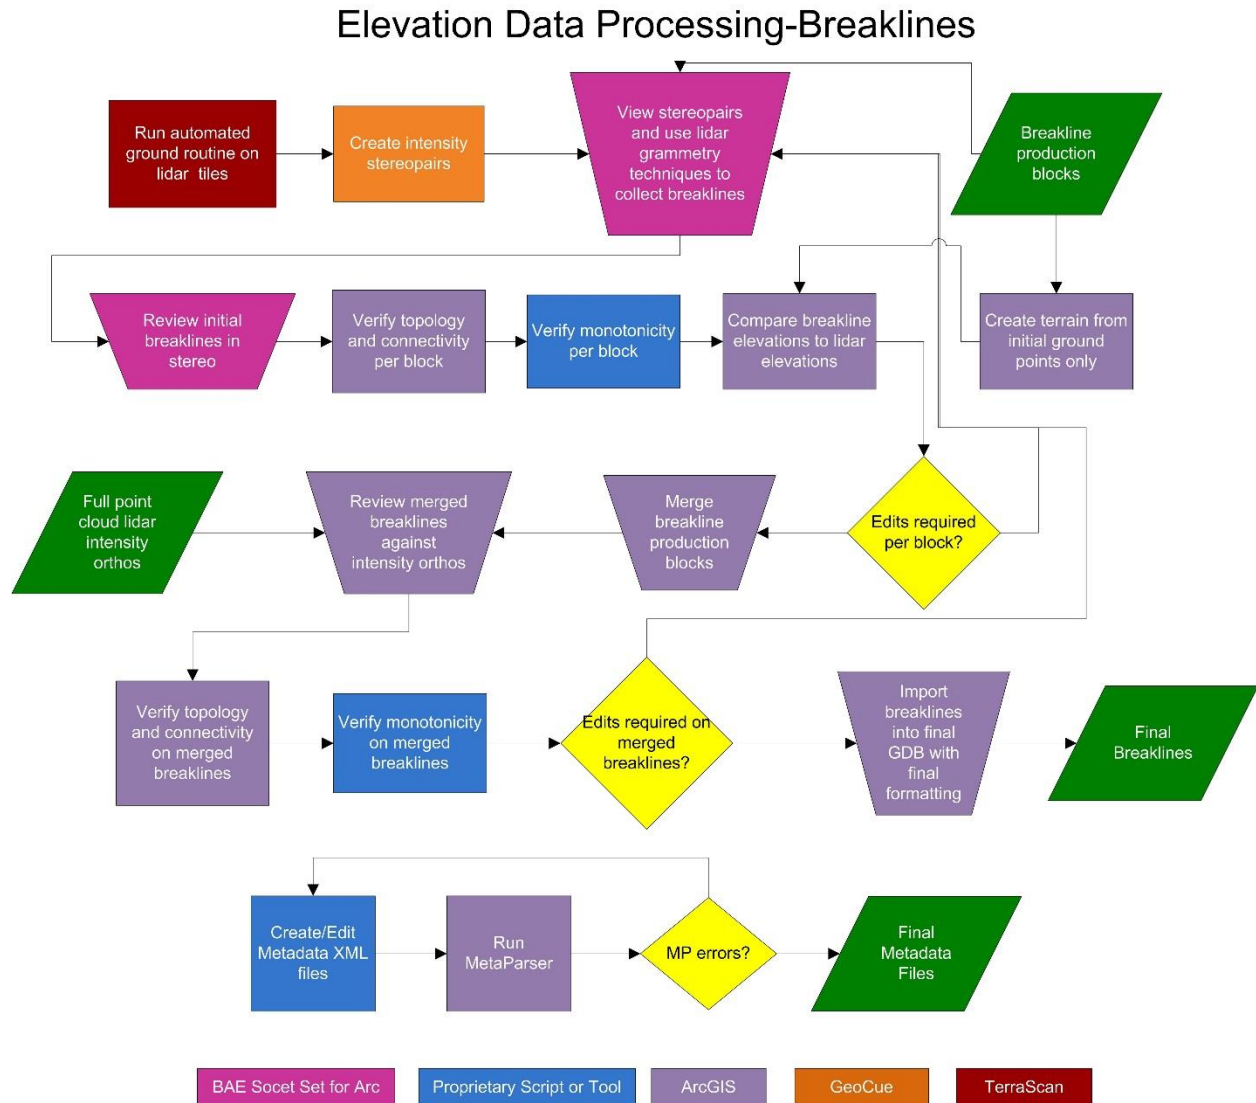 Elevation Data Processing-Breaklines
Run automated
ground routine on
lidar tiles
Create intensity
stereopairs
View stereopairs
and use lidar
grammetry
techniques to
collect breaklines
Breakline
production
blocks
Review initial
breaklines in
stereo
Verify topology
and connectivity
per block
Verify monotonicity
per block
Compare breakline
elevations to lidar
elevations
Create terrain from
initial ground
points only
Full point
cloud lidar
intensity
orthos
Review merged
breaklines
against
intensity orthos
Merge
breakline
production
blocks
Edits required
per block?
Verify topology
and connectivity
on merged
breaklines
Verify monotonicity
on merged
breaklines
Edits required on
merged
breaklines?
Import
breaklines
into final
GDB with
final
formatting
Final
Breaklines
Create/Edit
Metadata XML
files
Run
MetaParser
MP errors?
Final
Metadata
Files
BAE Socet Set for Arc
Proprietary Script or Tool
ArcGIS
GeoCue
TerraScan